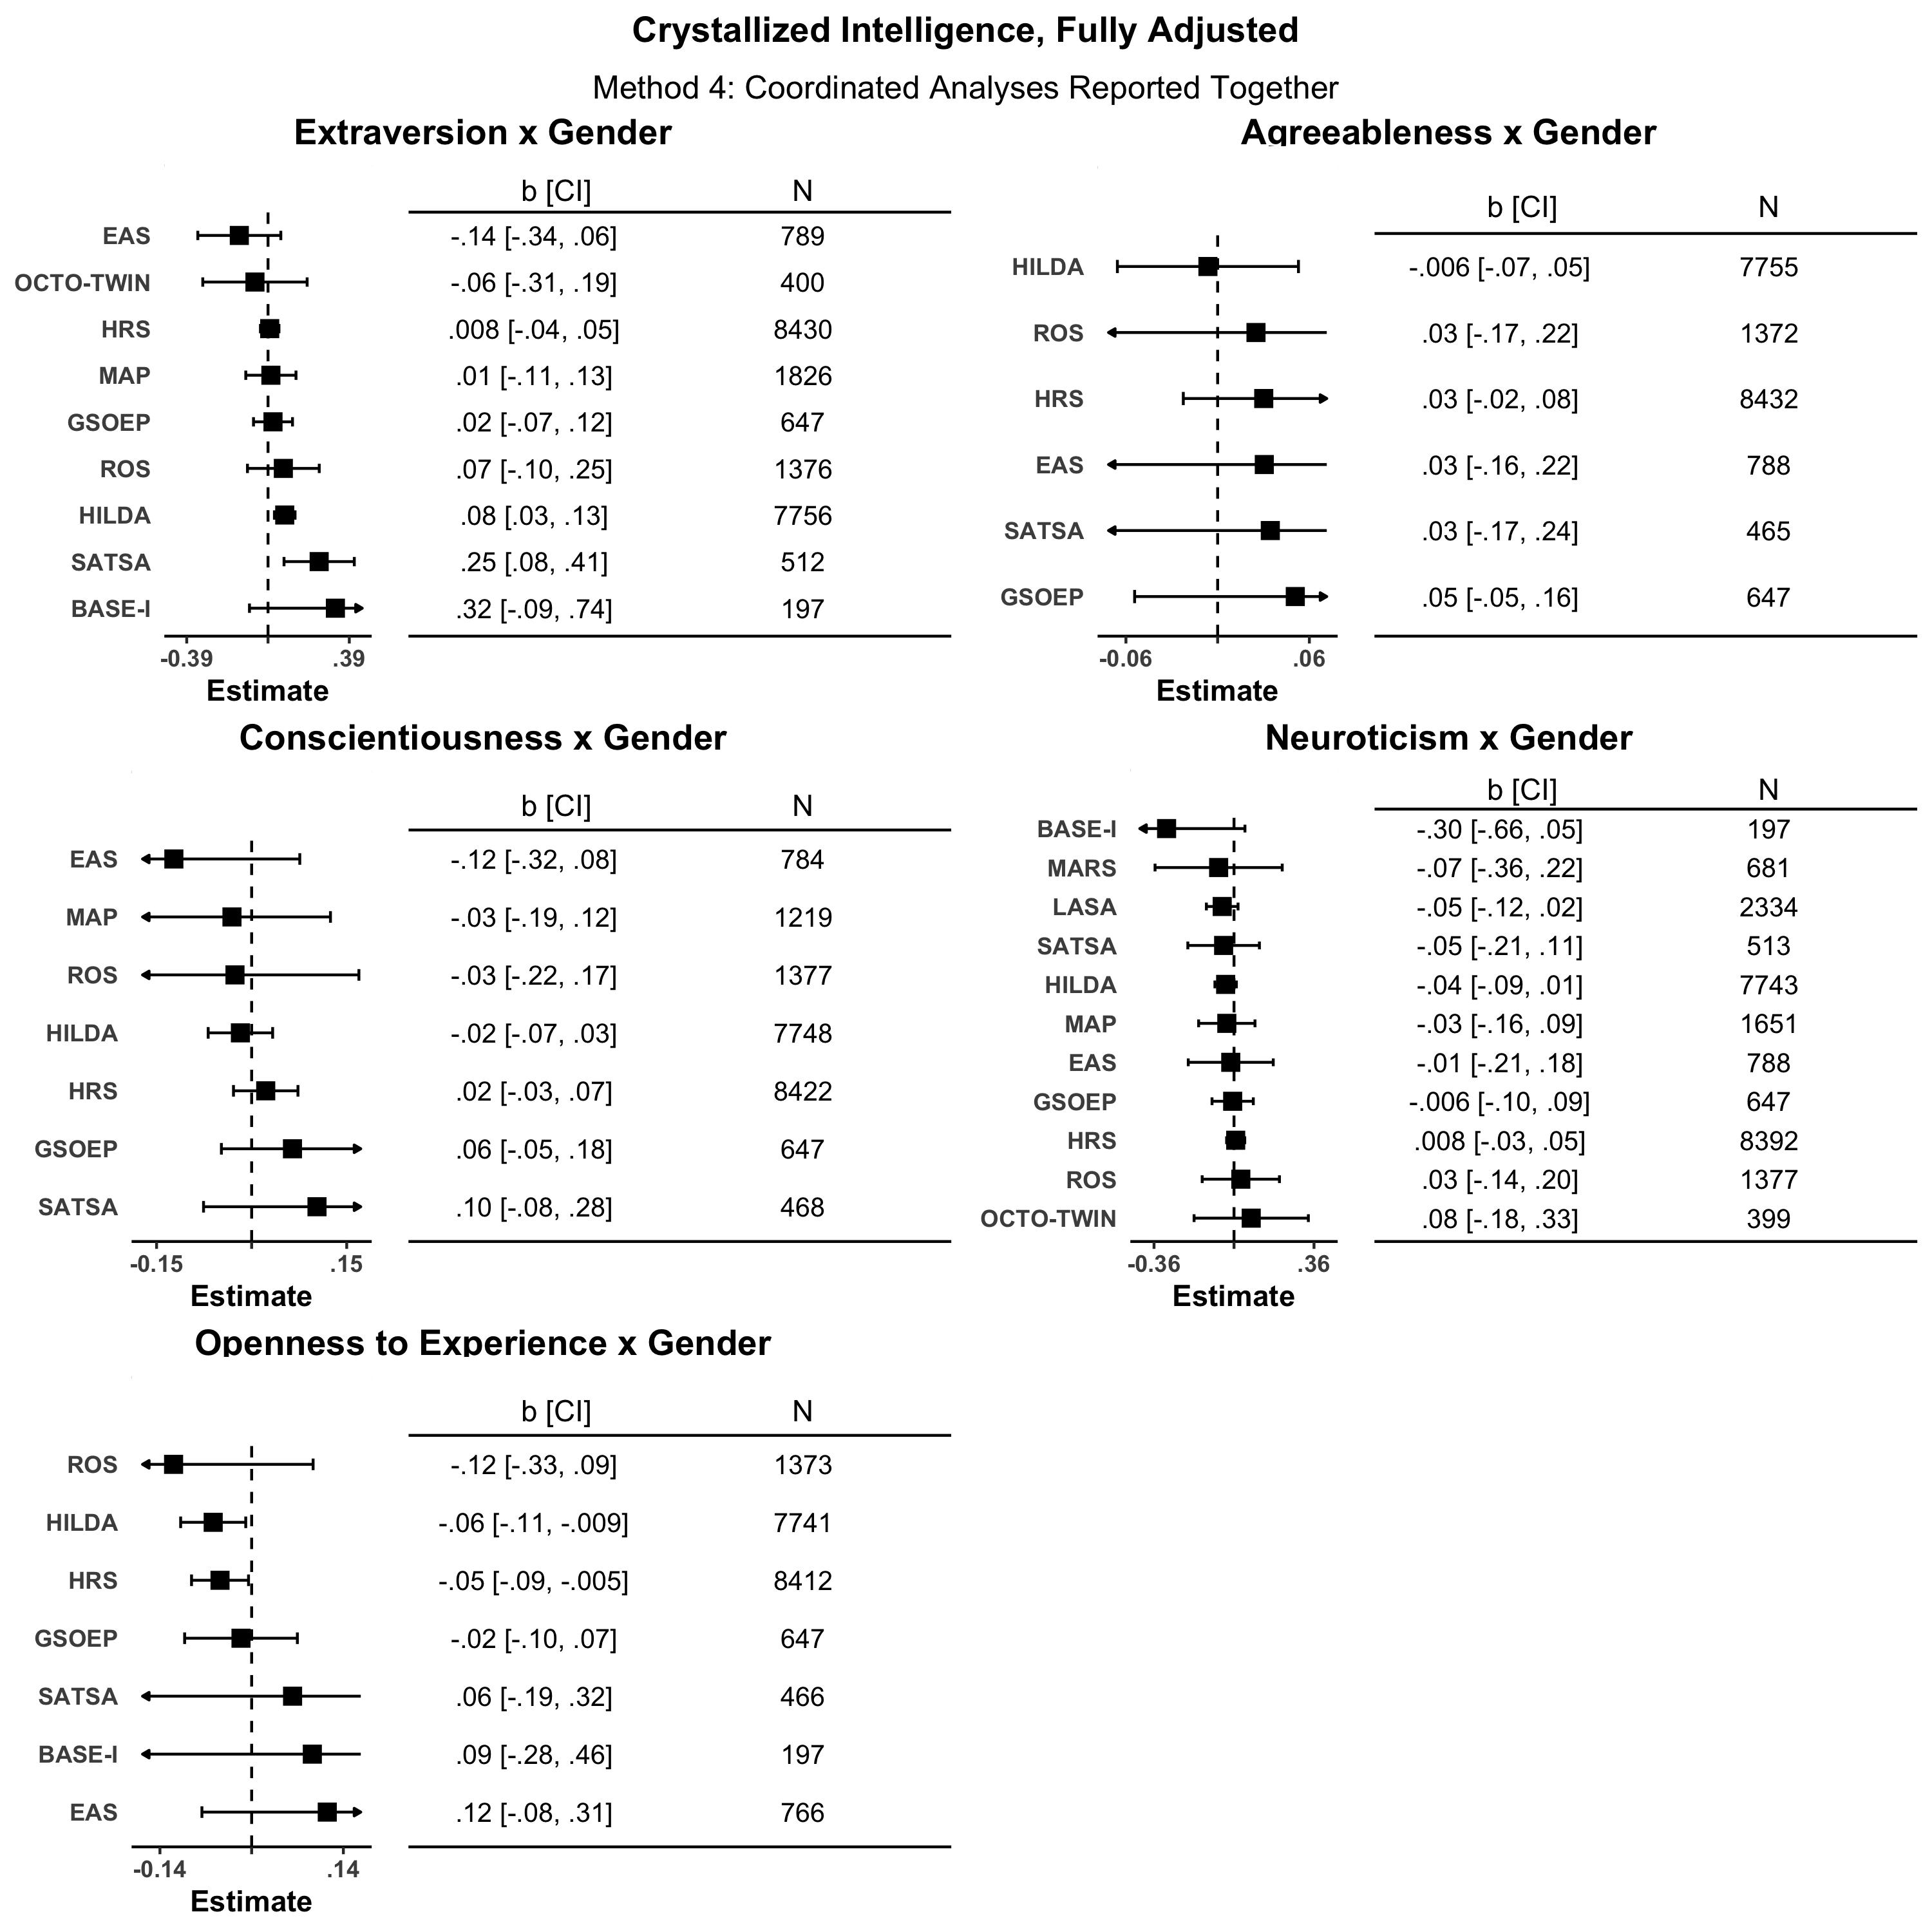 Crystallized Intelligence, Fully Adjusted
Method 4: Coordinated Analyses Reported Together
Extraversion x Gender
b [CI] N
EAS -.14 [-.34, .06] 789
OCTO-TWIN -.06 [-.31, .19] 400
HRS .008 [-.04, .05] 8430
MAP .01 [-.11, .13] 1826
GSOEP .02 [-.07, .12] 647
ROS .07 [-.10, .25] 1376
HILDA .08 [.03, .13] 7756
SATSA .25 [.08, .41] 512
BASE-I .32 [-.09, .74] 197
-0.39 .39
Estimate
Agreeableness x Gender
b [CI] N
HILDA -.006 [-.07, .05] 7755
ROS .03 [-.17, .22] 1372
HRS .03 [-.02, .08] 8432
EAS .03 [-.16, .22] 788
SATSA .03 [-.17, .24] 465
GSOEP .05 [-.05, .16] 647
-0.06 .06
Estimate
Conscientiousness x Gender
b [CI] N
EAS -.12 [-.32, .08] 784
MAP -.03 [-.19, .12] 1219
ROS -.03 [-.22, .17] 1377
HILDA -.02 [-.07, .03] 7748
HRS .02 [-.03, .07] 8422
GSOEP .06 [-.05, .18] 647
SATSA .10 [-.08, .28] 468
-0.15 .15
Estimate
Neuroticism x Gender
b [CI] N
BASE-I -.30 [-.66, .05] 197
MARS -.07 [-.36, .22] 681
LASA -.05 [-.12, .02] 2334
SATSA -.05 [-.21, .11] 513
HILDA -.04 [-.09, .01] 7743
MAP -.03 [-.16, .09] 1651
EAS -.01 [-.21, .18] 788
GSOEP -.006 [-.10, .09] 647
HRS .008 [-.03, .05] 8392
ROS .03 [-.14, .20] 1377
OCTO-TWIN .08 [-.18, .33] 399
-0.36 .36
Estimate
Openness to Experience x Gender
b [CI] N
ROS -.12 [-.33, .09] 1373
HILDA -.06 [-.11, -.009] 7741
HRS -.05 [-.09, -.005] 8412
GSOEP -.02 [-.10, .07] 647
SATSA .06 [-.19, .32] 466
BASE-I .09 [-.28, .46] 197
EAS .12 [-.08, .31] 766
-0.14 .14
Estimate